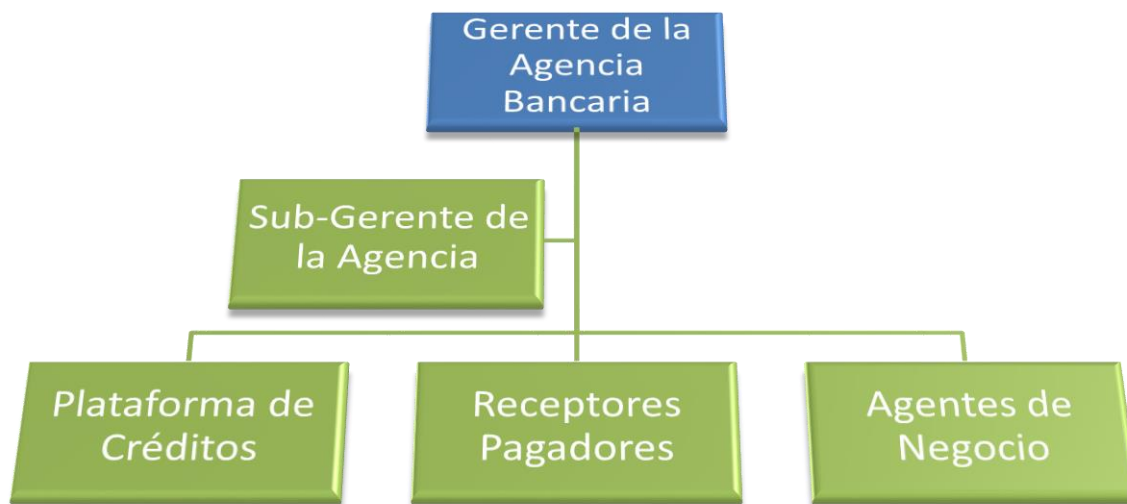 Gerente de la
Agencia
Bancaria
Sub-Gerente de
la Agencia
Plataforma de
Créditos
Receptores
Pagadores
Agentes de
Negocio